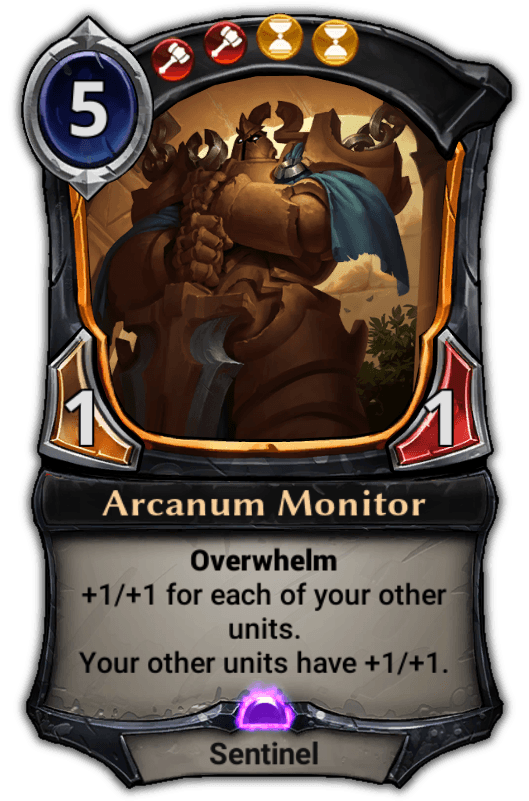 5
1
1
Arcanum Monitor
Overwhelm
+1/+1 for each of your other
units.
Your other units have +1/+1.
Sentinel